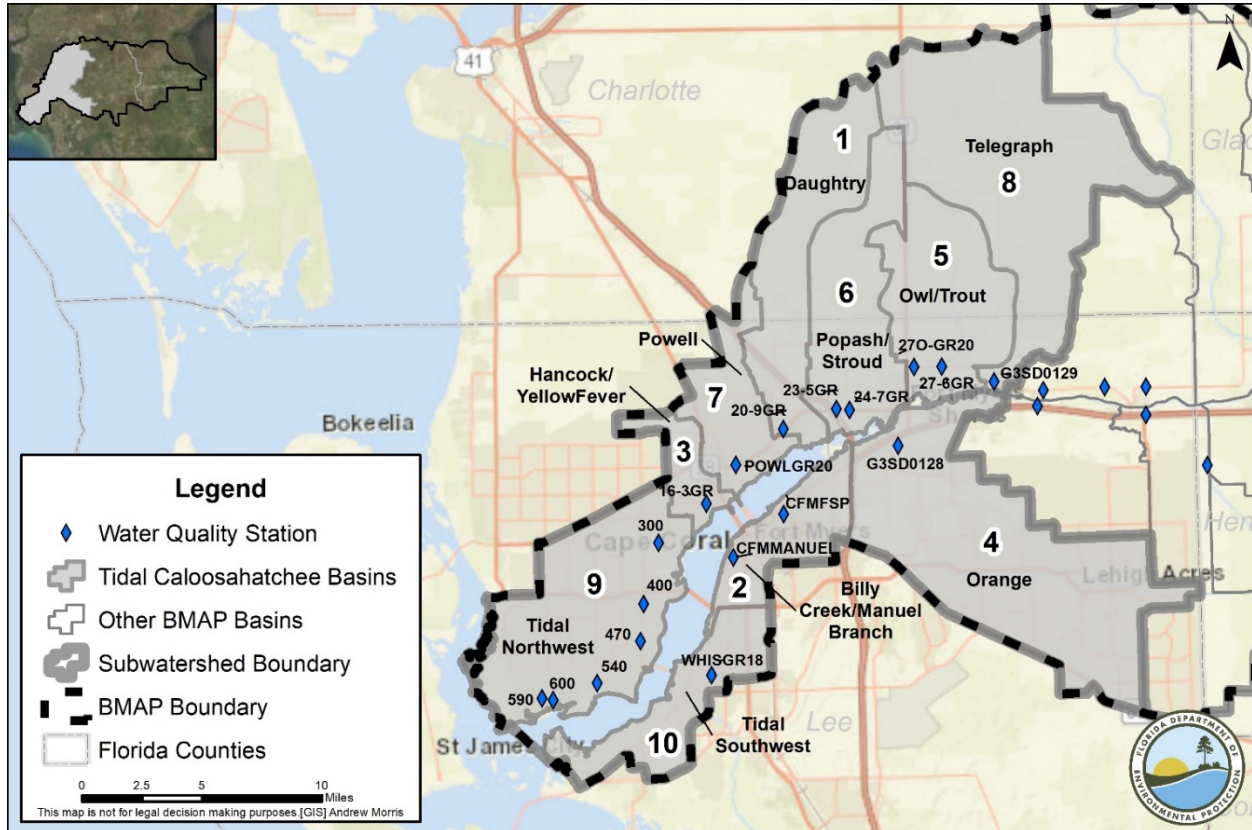 N
41
Charlotte
Glad
1
Daughtry
Telegraph
8
5
Owl/Trout
6
Popash/
Stroud
27O-GR20
27-6GR
G3SD0129
Fort My
Sh
Powell
Hancock/
YellowFever
7
23-5GR
24-7GR
20-9GR
G3SD0128
Bokeelia
3
POWLGR20
16-3GR
CFMFSP
Fort Myers
300
Cape Coral
CFMMANUEL
4
Orange
Lehigh Acres
Hen
9
2
Billy
Creek/Manuel
Branch
400
Tidal
Northwest
470
540
WHISGR18
590
600
Tidal
Southwest
Lee
St James City
10
Legend
Water Quality Station
Tidal Caloosahatchee Basins
Other BMAP Basins
Subwatershed Boundary
BMAP Boundary
Florida Counties
0 5 10
Miles
This map is not for legal decision making purposes.[GIS] Andrew Morris
FLORIDA DEPARTMENT OF
ENVIRONMENTAL PROTECTION